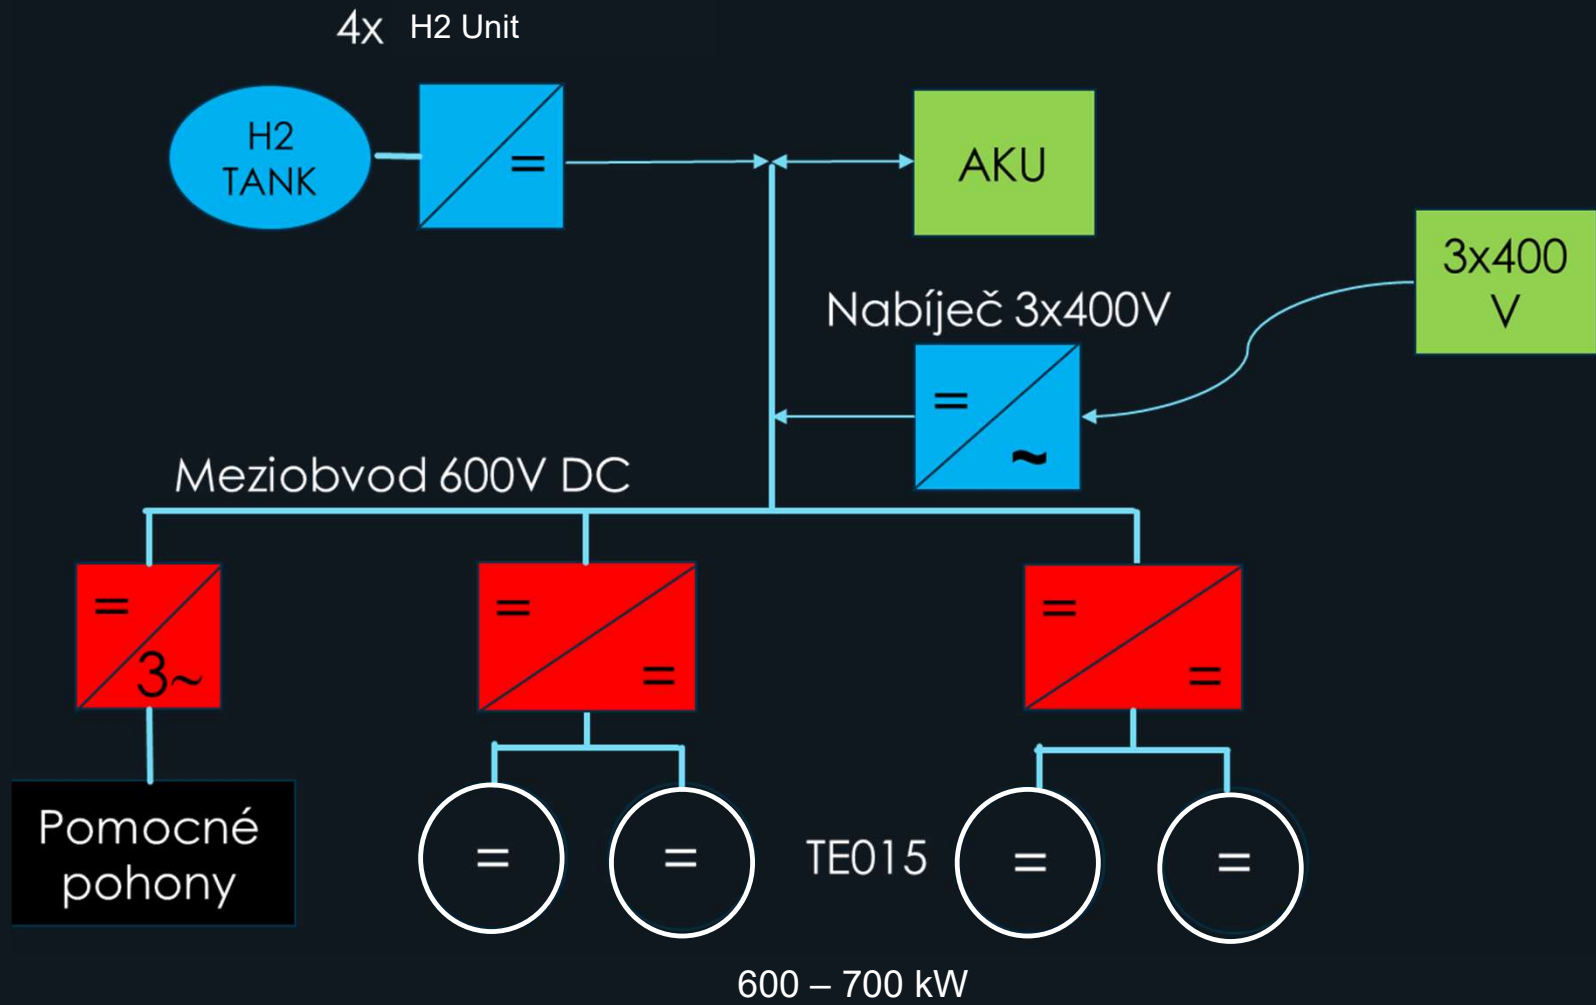 4x H2 Unit
H2
TANK
=
AKU
3x400
V
Nabíječ 3x400V
=
~
Meziobvod 600V DC
=
3~
=
=
=
=
Pomocné
pohony
= = TE015 = =
600 – 700 kW